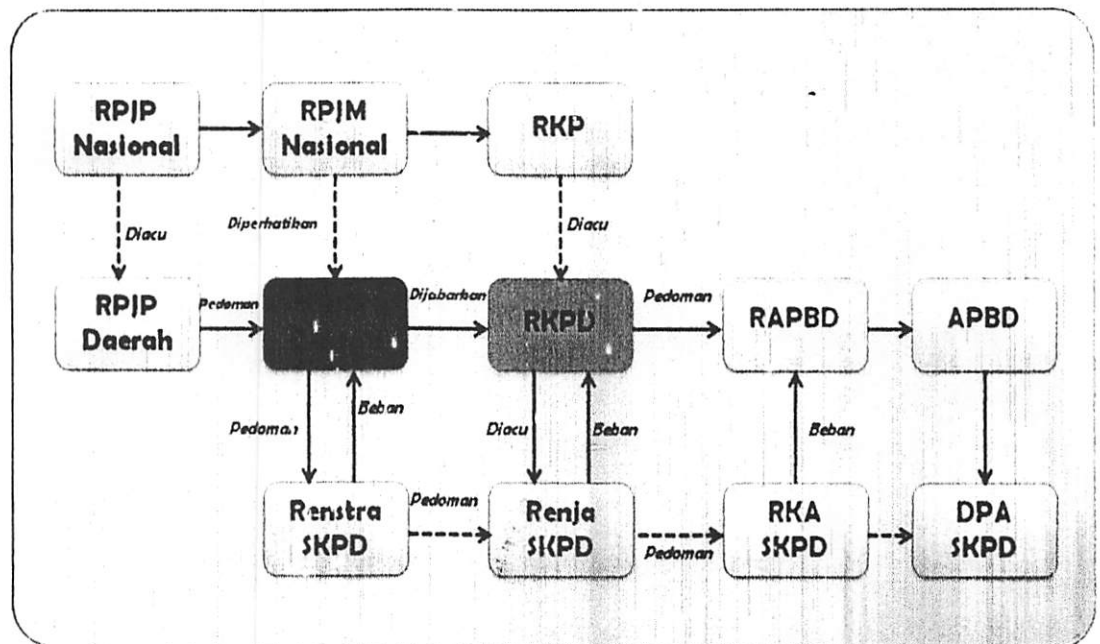 RPJP
Nasional
RPJM
Nasional
RKP
Diacu
Diperhatikan
Diacu
RPJP
Daerah
Pedoman
Dijabarkan
RKPD
Pedoman
RAPBD
APBD
Pedoman
Beban
Diacu
Beban
Beban
Renstra
SKPD
Pedoman
Renja
SKPD
Pedoman
RKA
SKPD
DPA
SKPD